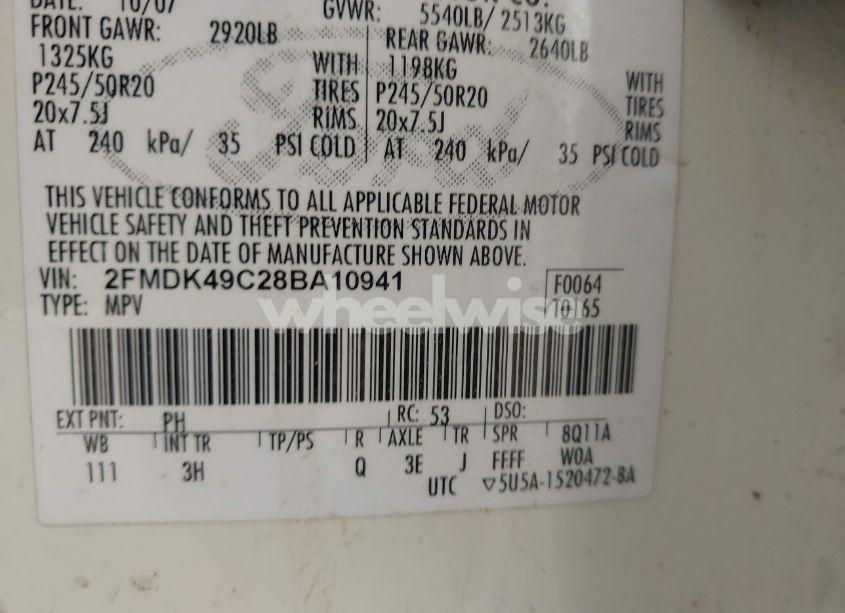 DATE: 10/07
GVWR: 5540LB/ 2513KG
FRONT GAWR: 2920LB
REAR GAWR: 2640LB
1325KG WITH
1198KG WITH
P245/50R20 TIRES
P245/50R20 TIRES
20x7.5J RIMS
20x7.5J RIMS
AT 240 kPa/ 35 PSI COLD
AT 240 kPa/ 35 PSI COLD
THIS VEHICLE CONFORMS TO ALL APPLICABLE FEDERAL MOTOR
VEHICLE SAFETY AND THEFT PREVENTION STANDARDS IN
EFFECT ON THE DATE OF MANUFACTURE SHOWN ABOVE.
VIN: 2FMDK49C28BA10941
F0064
TYPE: MPV
10165
wheelwise
EXT PNT: PH RC: 53 DSO:
WB INT TR TP/PS R AXLE TR SPR 8Q11A
111 3H Q 3E J FFFF W0A
UTC ▽5U5A-1520472-BA